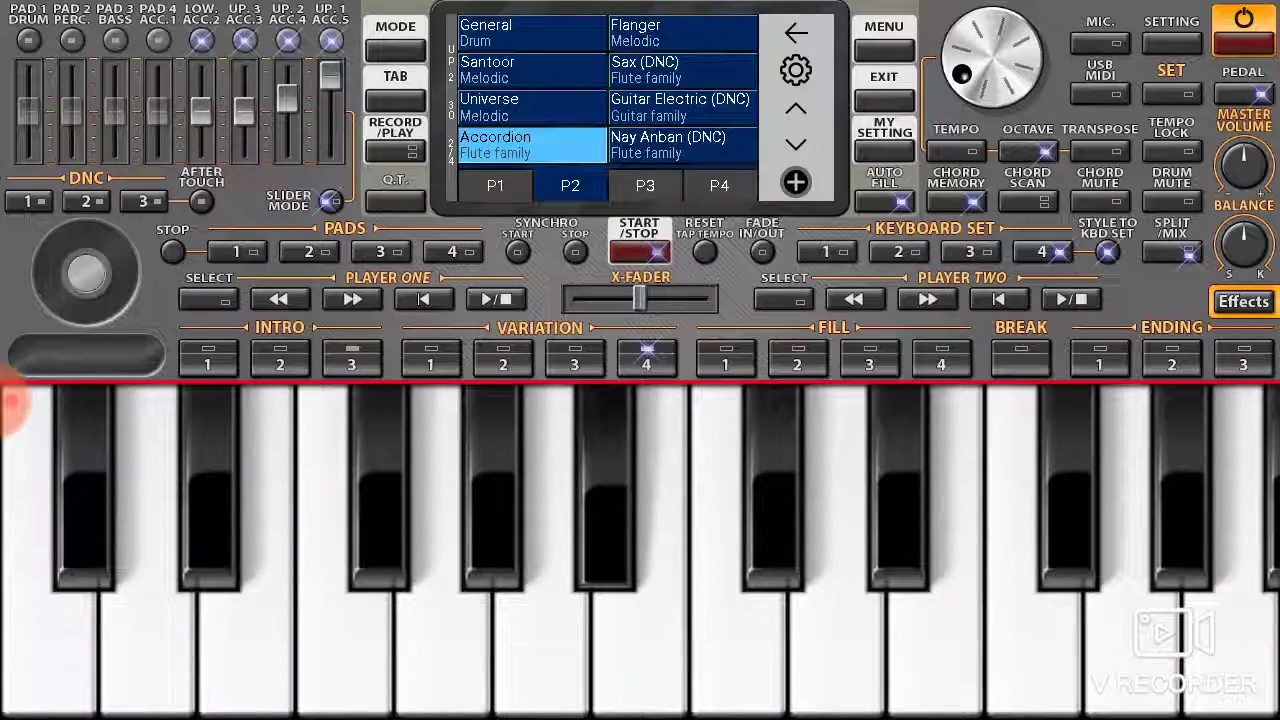 PAD 1 PAD 2 PAD 3 PAD 4 LOW. UP. 3 UP. 2 UP. 1
DRUM PERC. BASS ACC.1 ACC.2 ACC.3 ACC.4 ACC.5
DNC
1 2 3
AFTER
TOUCH
SLIDER
MODE
MODE
TAB
RECORD
/PLAY
Q.T.
General
Drum
Flanger
Melodic
Santoor
Melodic
Sax (DNC)
Flute family
Universe
Melodic
Guitar Electric (DNC)
Guitar family
Accordion
Flute family
Nay Anban (DNC)
Flute family
P1 P2 P3 P4
MENU
EXIT
MY
SETTING
AUTO
FILL
MIC.
SETTING
USB
MIDI
SET
PEDAL
TEMPO
OCTAVE
TRANSPOSE
TEMPO
LOCK
MASTER
VOLUME
- +
CHORD
MEMORY
CHORD
SCAN
CHORD
MUTE
DRUM
MUTE
BALANCE
S K
STOP
PADS
1 2 3 4
SYNCHRO
START STOP
START
/STOP
RESET
TAP TEMPO
FADE
IN/OUT
KEYBOARD SET
1 2 3 4
STYLE TO
KBD SET
SPLIT
/MIX
SELECT
PLAYER ONE
X-FADER
SELECT
PLAYER TWO
Effects
INTRO
1 2 3
VARIATION
1 2 3 4
FILL
1 2 3 4
BREAK
ENDING
1 2 3
V RECORDER